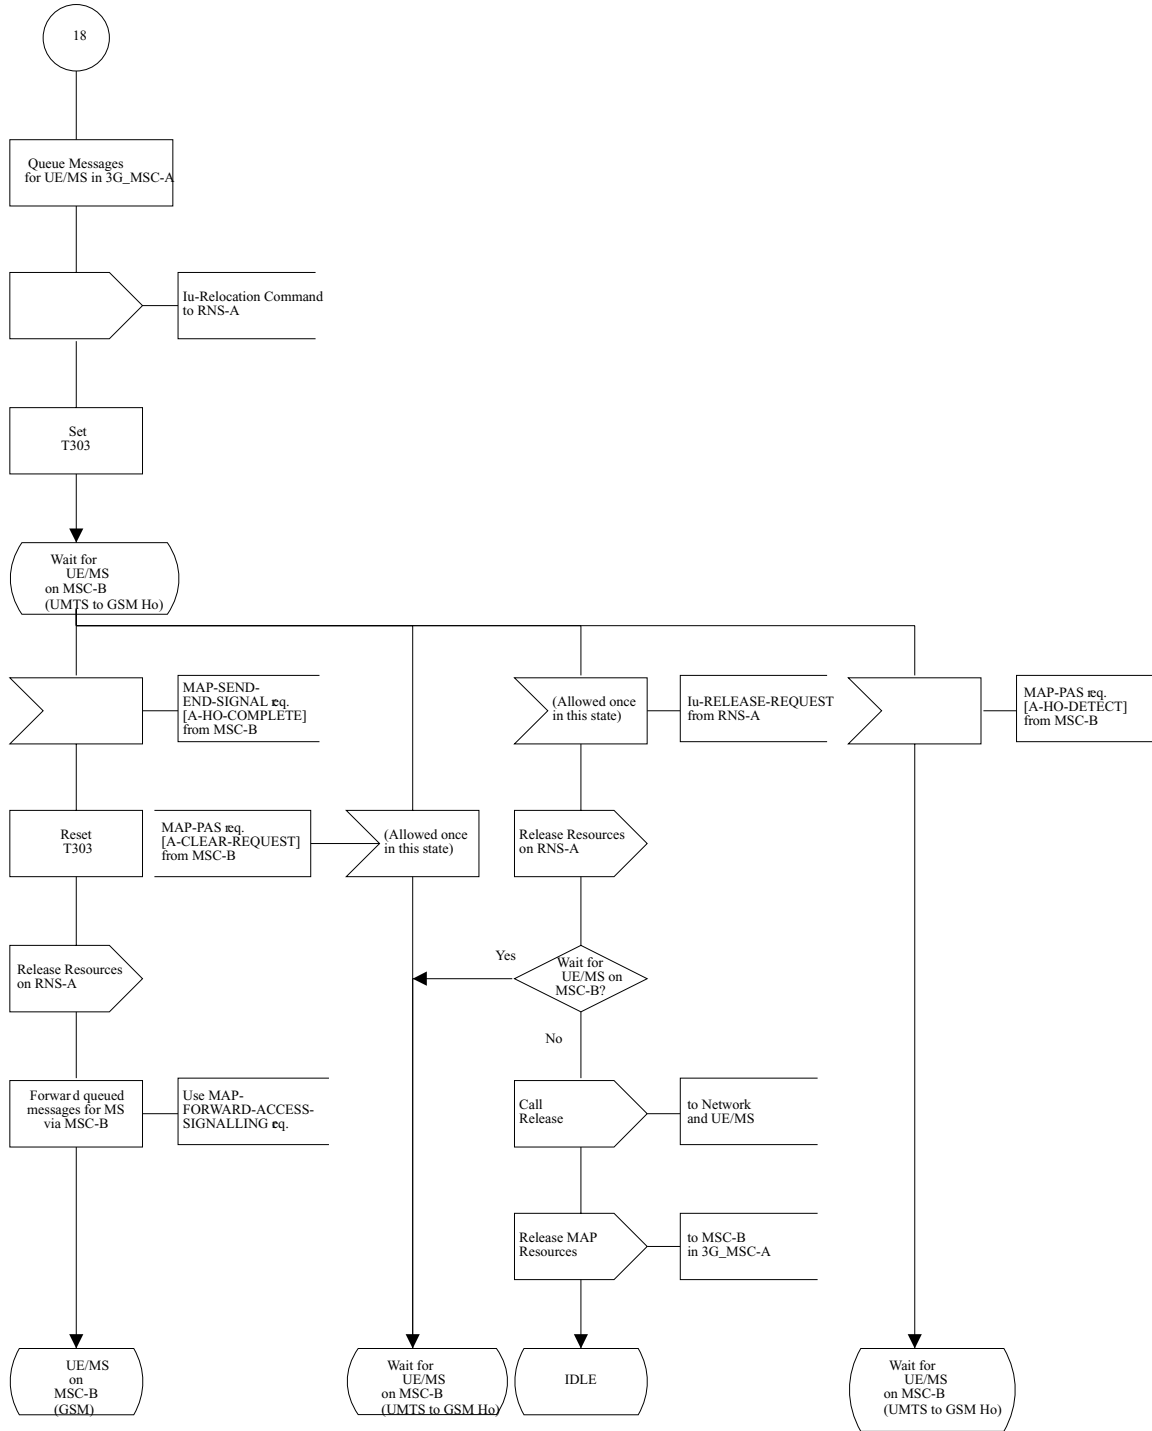 18
Queue Messages
for UE/MS in 3G_MSC-A
Iu-Relocation Command
to RNS-A
Set
T303
Wait for
UE/MS
on MSC-B
(UMTS to GSM Ho)
MAP-SEND-
END-SIGNAL req.
[A-HO-COMPLETE]
from MSC-B
(Allowed once
in this state)
Iu-RELEASE-REQUEST
from RNS-A
MAP-PAS req.
[A-HO-DETECT]
from MSC-B
Reset
T303
MAP-PAS req.
[A-CLEAR-REQUEST]
from MSC-B
(Allowed once
in this state)
Release Resources
on RNS-A
Release Resources
on RNS-A
Yes
Wait for
UE/MS on
MSC-B?
No
Forward queued
messages for MS
via MSC-B
Use MAP-
FORWARD-ACCESS-
SIGNALLING req.
Call
Release
to Network
and UE/MS
Release MAP
Resources
to MSC-B
in 3G_MSC-A
UE/MS
on
MSC-B
(GSM)
Wait for
UE/MS
on MSC-B
(UMTS to GSM Ho)
IDLE
Wait for
UE/MS
on MSC-B
(UMTS to GSM Ho)